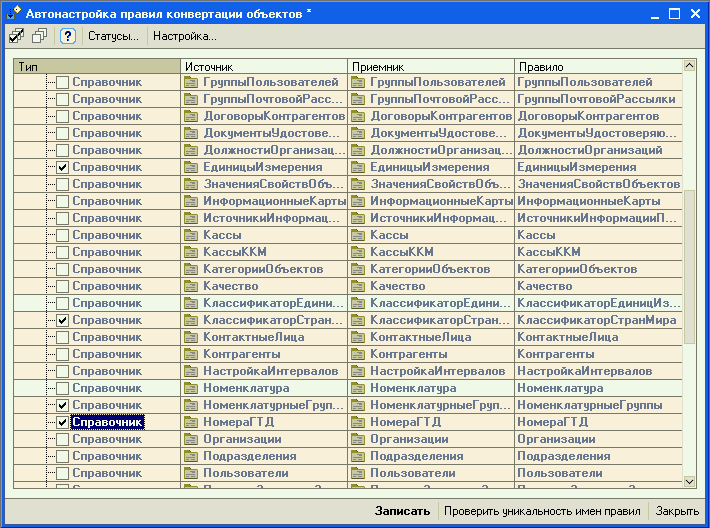 Автонастройка правил конвертации объектов *
Статусы... Настройка...
Тип Источник Приемник Правило
Справочник ГруппыПользователей ГруппыПользователей ГруппыПользователей
Справочник ГруппыПочтовойРасс... ГруппыПочтовойРасс... ГруппыПочтовойРассылки
Справочник ДоговорыКонтрагентов ДоговорыКонтрагентов ДоговорыКонтрагентов
Справочник ДокументыУдостове... ДокументыУдостове... ДокументыУдостоверяю...
Справочник ДолжностиОрганизац... ДолжностиОрганизац... ДолжностиОрганизаций
Справочник ЕдиницыИзмерения ЕдиницыИзмерения ЕдиницыИзмерения
Справочник ЗначенияСвойствОбъ... ЗначенияСвойствОбъ... ЗначенияСвойствОбъектов
Справочник ИнформационныеКарты ИнформационныеКарты ИнформационныеКарты
Справочник ИсточникиИнформац... ИсточникиИнформац... ИсточникиИнформацииП...
Справочник Кассы Кассы Кассы
Справочник КассыККМ КассыККМ КассыККМ
Справочник КатегорииОбъектов КатегорииОбъектов КатегорииОбъектов
Справочник Качество Качество Качество
Справочник КлассификаторЕдини... КлассификаторЕдини... КлассификаторЕдиницИз...
Справочник КлассификаторСтран... КлассификаторСтран... КлассификаторСтранМира
Справочник КонтактныеЛица КонтактныеЛица КонтактныеЛица
Справочник Контрагенты Контрагенты Контрагенты
Справочник НастройкаИнтервалов НастройкаИнтервалов НастройкаИнтервалов
Справочник Номенклатура Номенклатура Номенклатура
Справочник НоменклатурныеГруп... НоменклатурныеГруп... НоменклатурныеГруппы
Справочник НомераГТД НомераГТД НомераГТД
Справочник Организации Организации Организации
Справочник Подразделения Подразделения Подразделения
Справочник Пользователи Пользователи Пользователи
Записать Проверить уникальность имен правил Закрыть